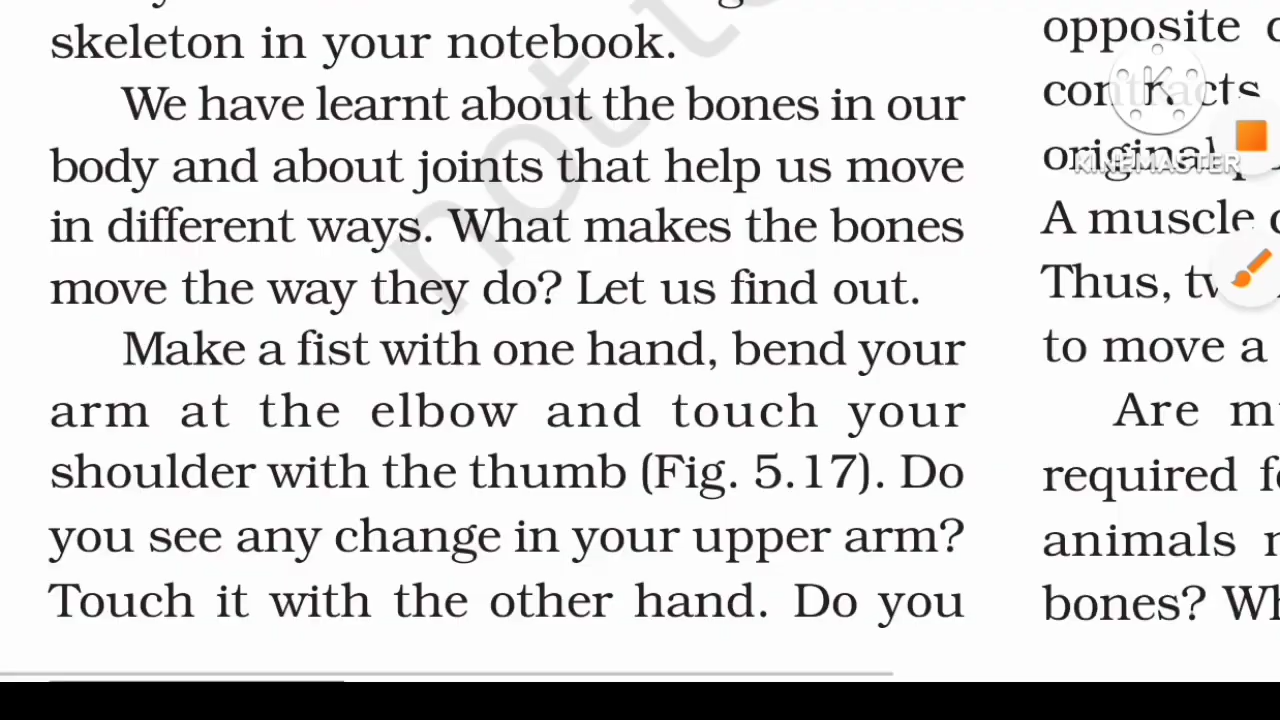 skeleton in your notebook.
We have learnt about the bones in our
body and about joints that help us move
in different ways. What makes the bones
move the way they do? Let us find out.
Make a fist with one hand, bend your
arm at the elbow and touch your
shoulder with the thumb (Fig. 5.17). Do
you see any change in your upper arm?
Touch it with the other hand. Do you
opposite
contracts
original
A muscle
Thus,
to move a
Are
required
animals
bones?
KINEMASTER
not